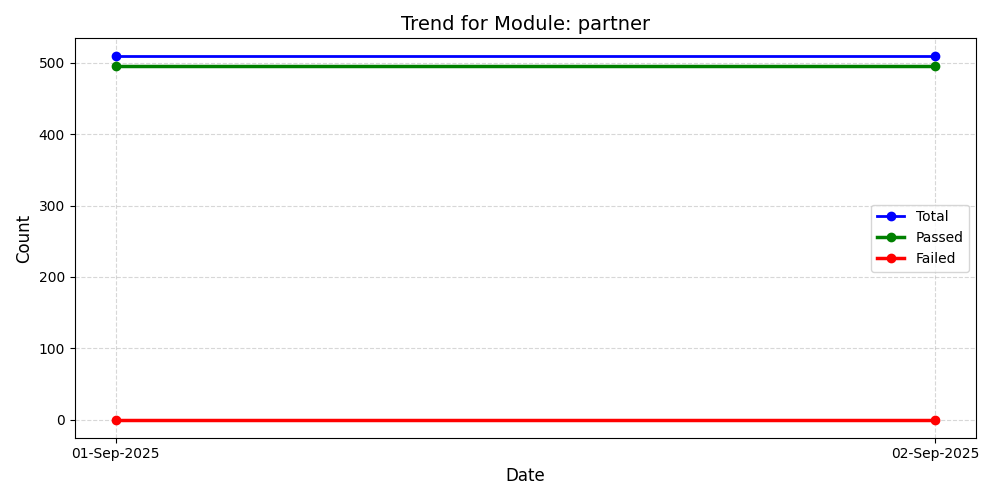 Trend for Module: partner
500
400
300
200
100
0
Count
Total
Passed
Failed
01-Sep-2025
02-Sep-2025
Date